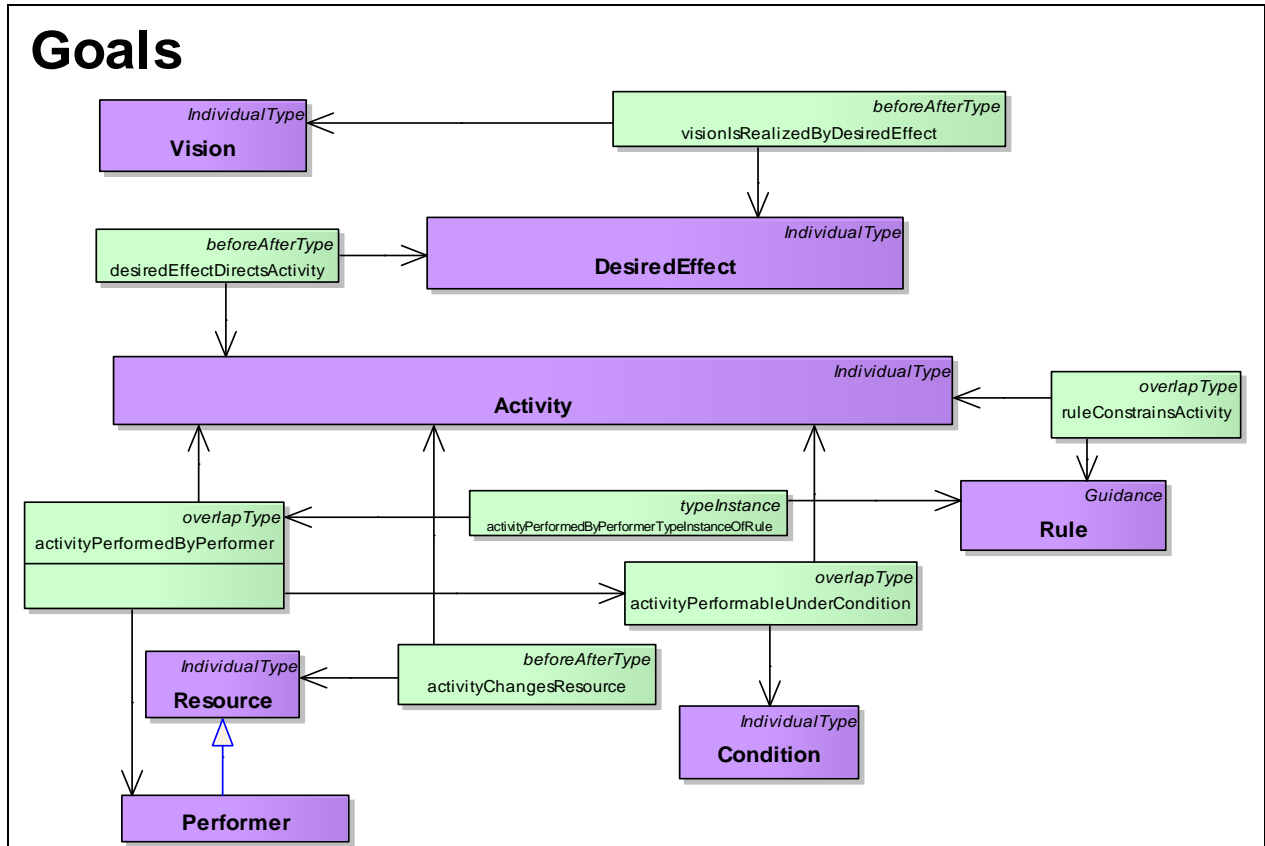 Goals
IndividualType
Vision
beforeAfterType
visionIsRealizedByDesiredEffect
beforeAfterType
desiredEffectDirectsActivity
IndividualType
DesiredEffect
IndividualType
Activity
overlapType
ruleConstrainsActivity
overlapType
activityPerformedByPerformer
typeInstance
activityPerformedByPerformerTypeInstanceOfRule
Guidance
Rule
overlapType
activityPerformableUnderCondition
IndividualType
Resource
beforeAfterType
activityChangesResource
IndividualType
Condition
Performer